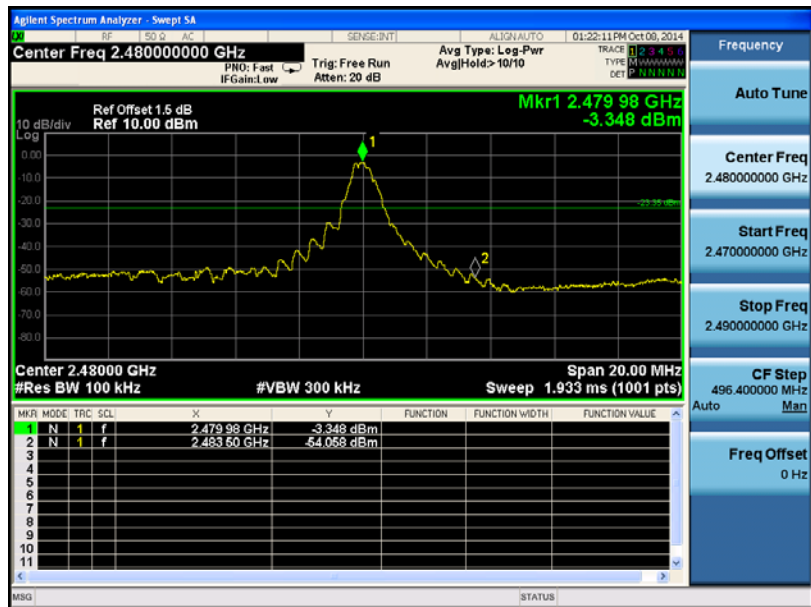 Agilent Spectrum Analyzer - Swept SA
RF 50 Ω AC SENSE:INT ALIGNAUTO 01:22:11PM Oct 08, 2014
Center Freq 2.480000000 GHz
PNO: Fast
IFGain:Low
Trig: Free Run
Atten: 20 dB
Avg Type: Log-Pwr
Avg|Hold:> 10/10
TRACE 1 2 3 4 5 6
TYPE M
DET P N N N N N
Mkr1 2.479 98 GHz
-3.348 dBm
Ref Offset 1.5 dB
10 dB/div Ref 10.00 dBm
Log
1
0.00
-10.0
-20.0
-23.35 dBm
-30.0
-40.0
2
-50.0
-60.0
-70.0
-80.0
Center 2.48000 GHz Span 20.00 MHz
#Res BW 100 kHz #VBW 300 kHz Sweep 1.933 ms (1001 pts)
MKR MODE TRC SCL X Y FUNCTION FUNCTION WIDTH FUNCTION VALUE
1 N 1 f 2.479 98 GHz -3.348 dBm
2 N 1 f 2.483 50 GHz -54.058 dBm
3
4
5
6
7
8
9
10
11
MSG STATUS
Frequency
Auto Tune
Center Freq
2.480000000 GHz
Start Freq
2.470000000 GHz
Stop Freq
2.490000000 GHz
CF Step
496.400000 MHz
Auto Man
Freq Offset
0 Hz